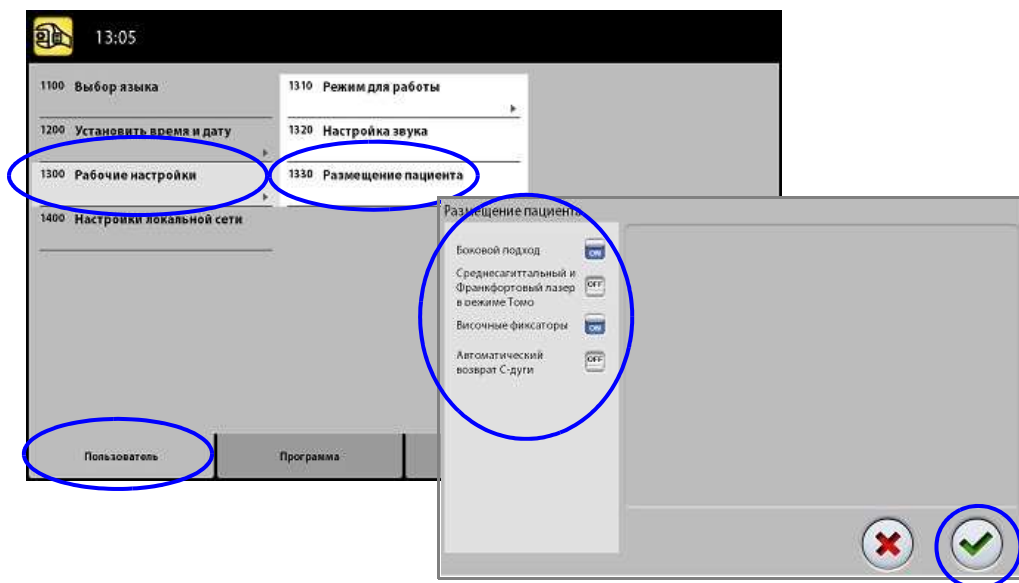 13:05
1100 Выбор языка
1200 Установить время и дату
1300 Рабочие настройки
1400 Настройки локальной сети
1310 Режим для работы
1320 Настройка звука
1330 Размещение пациента
Размещение пациента
Боковой подход
ON
Среднесагиттальный и
Франкфортовый лазер
в режиме Томо
OFF
Височные фиксаторы
ON
Автоматический
возврат С-дуги
OFF
Пользователь
Программа